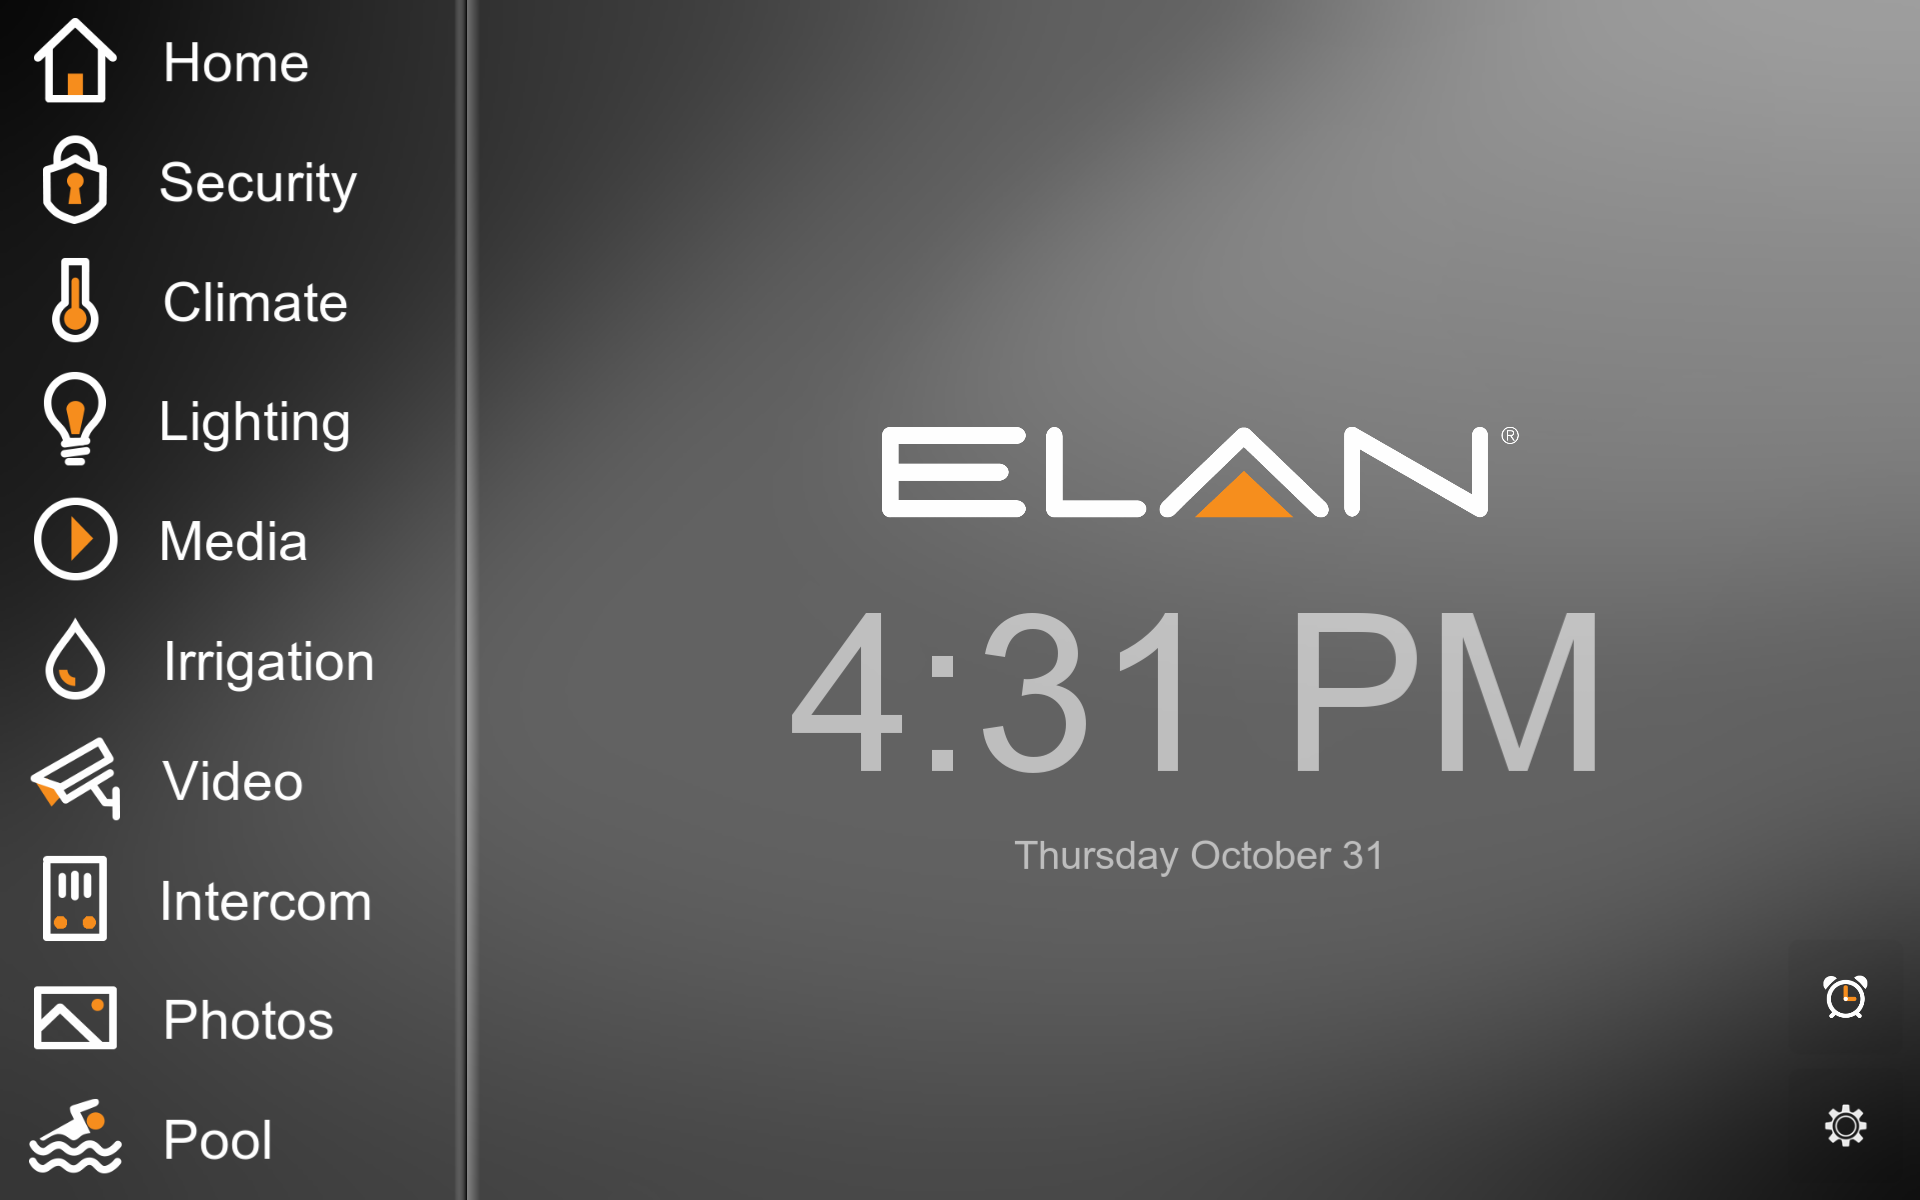 Home
Security
Climate
Lighting
Media
Irrigation
Video
Intercom
Photos
Pool
ELAN®
4:31 PM
Thursday October 31